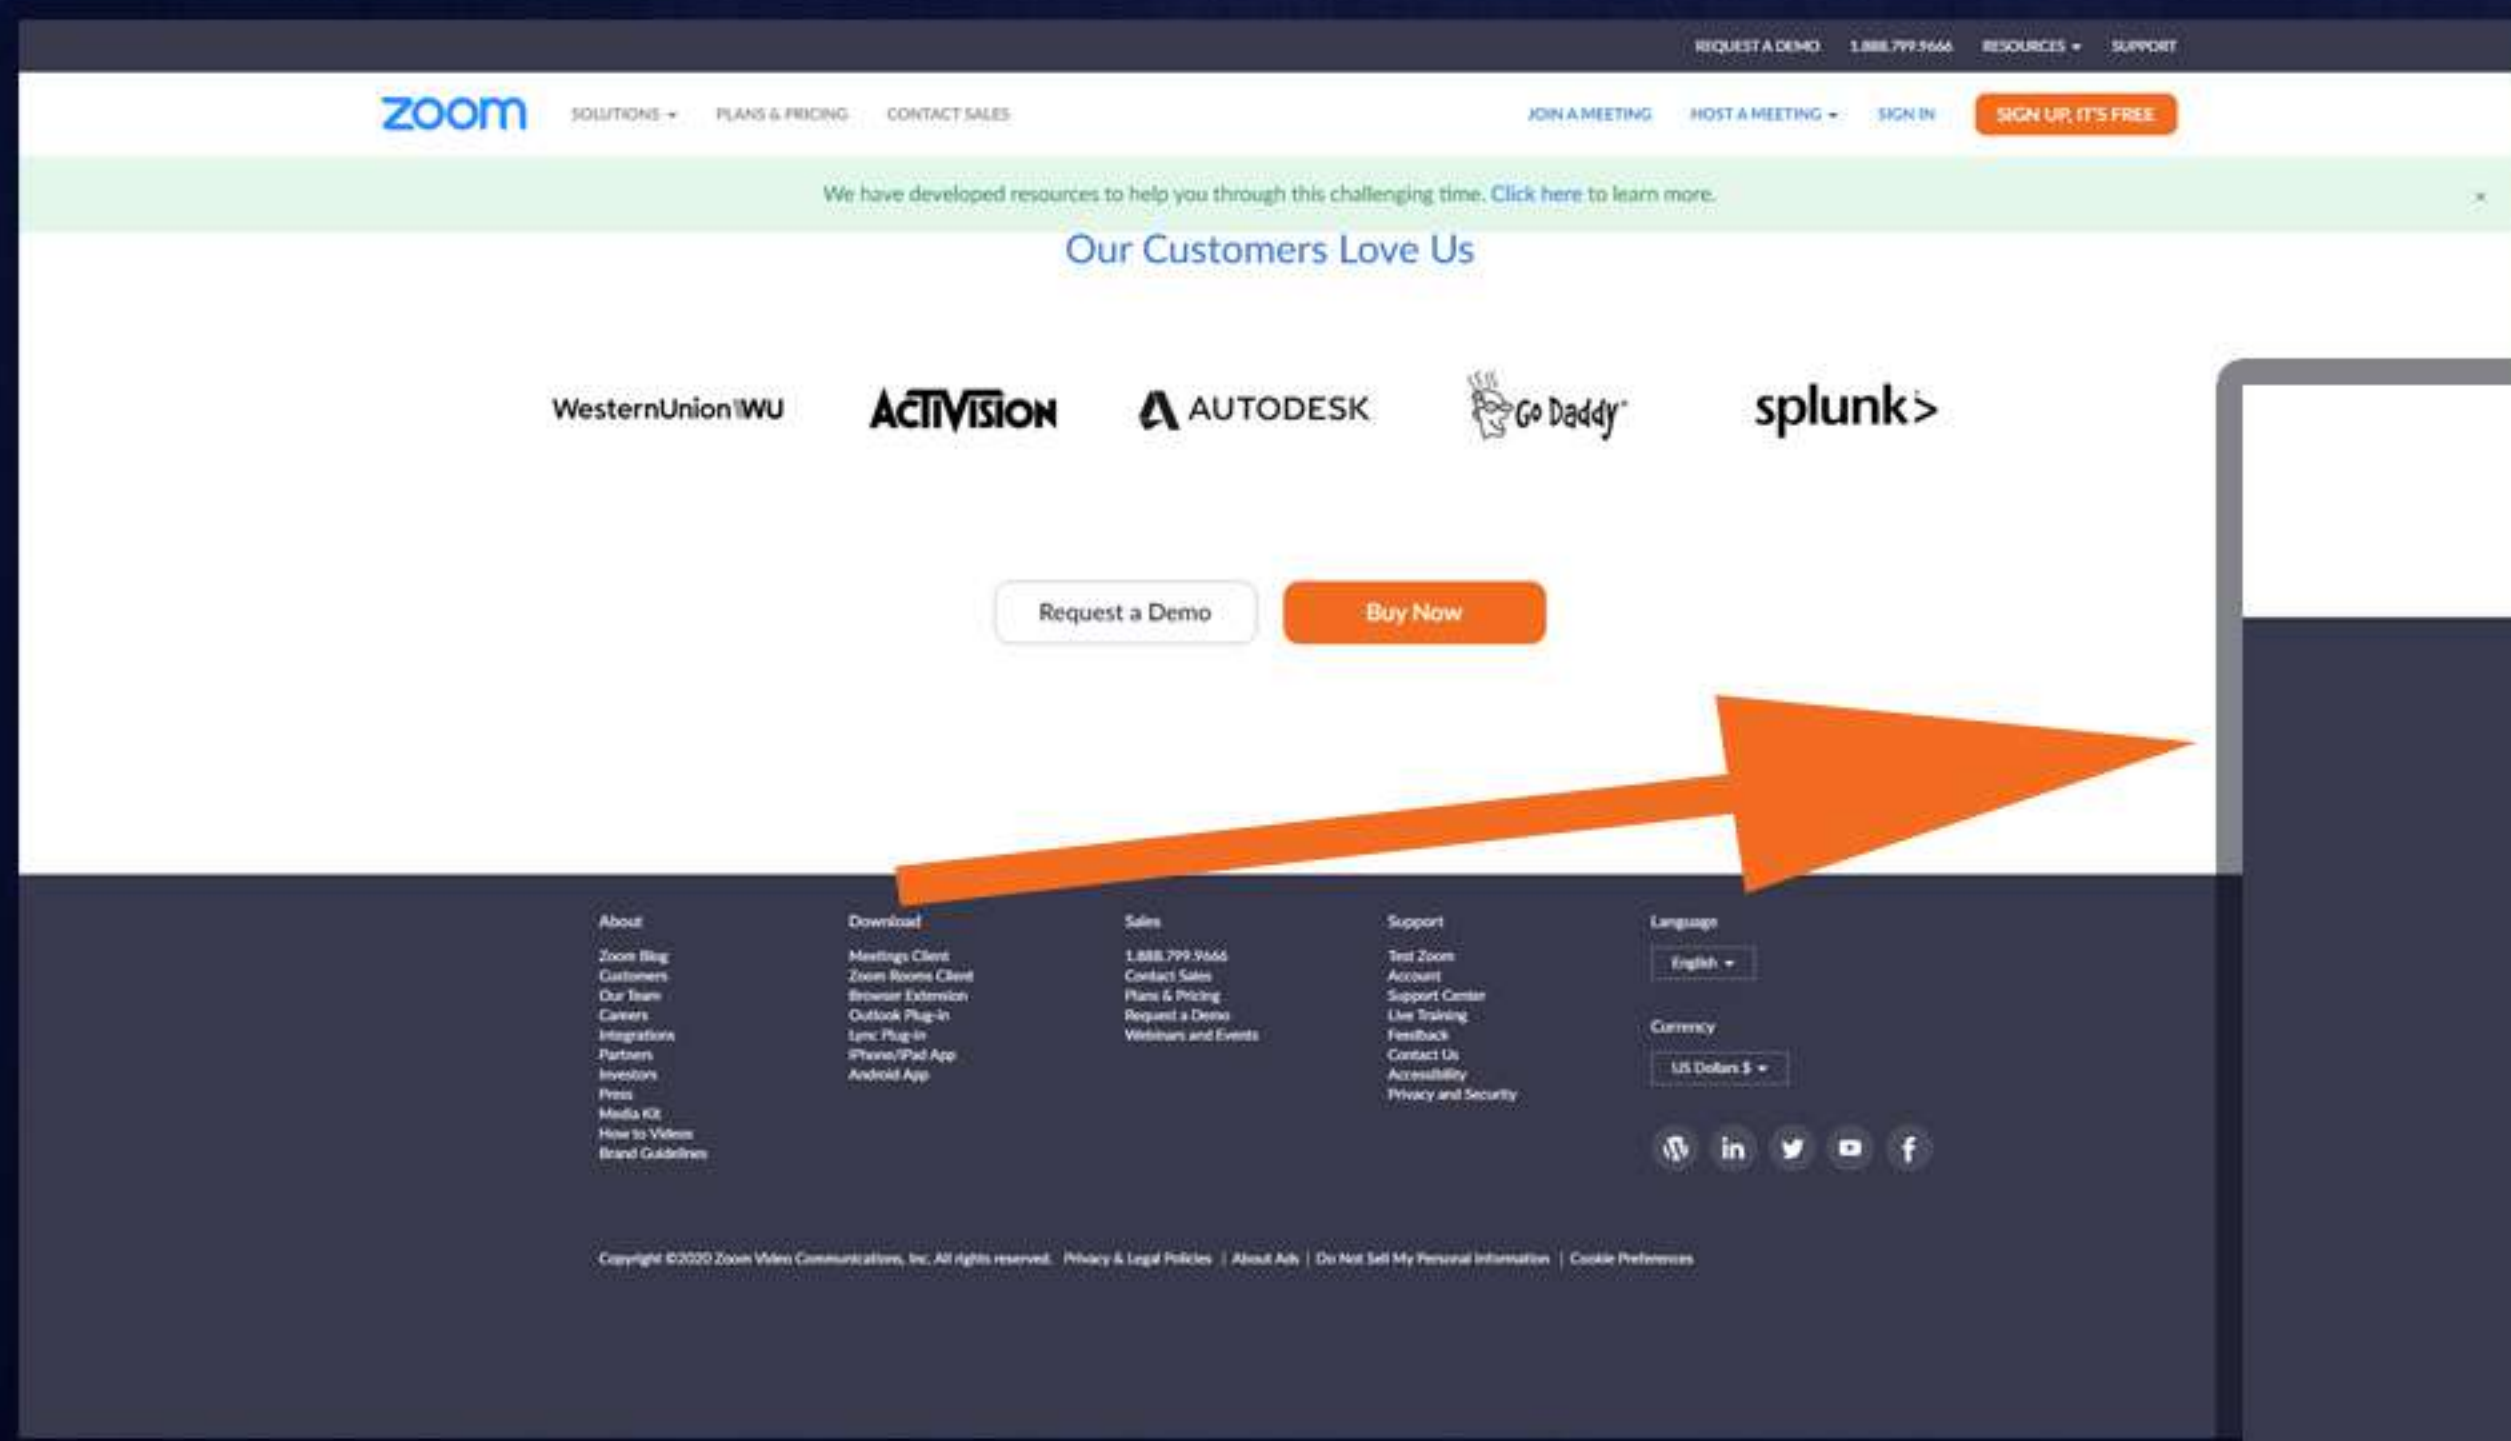 REQUEST A DEMO 1.888.799.9666 RESOURCES SUPPORT
zoom SOLUTIONS PLANS & PRICING CONTACT SALES JOIN A MEETING HOST A MEETING SIGN IN SIGN UP, IT'S FREE
We have developed resources to help you through this challenging time. Click here to learn more. ×
Our Customers Love Us
WesternUnion WU ACTIVISION AUTODESK Go Daddy splunk>
Request a Demo Buy Now
About
Zoom Blog
Customers
Our Team
Careers
Integrations
Partners
Investors
Press
Media Kit
How to Videos
Brand Guidelines
Download
Meetings Client
Zoom Rooms Client
Browser Extension
Outlook Plug-in
Lync Plug-in
iPhone/iPad App
Android App
Sales
1.888.799.9666
Contact Sales
Plans & Pricing
Request a Demo
Webinars and Events
Support
Test Zoom
Account
Support Center
Live Training
Feedback
Contact Us
Accessibility
Privacy and Security
Language
English
Currency
US Dollars $
in f
Copyright ©2020 Zoom Video Communications, Inc. All rights reserved. Privacy & Legal Policies | About Ads | Do Not Sell My Personal Information | Cookie Preferences